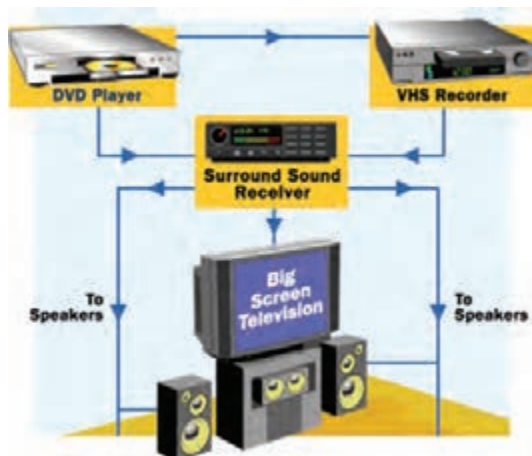 DVD Player
VHS Recorder
Surround Sound
Receiver
To
Speakers
Big
Screen
Television
To
Speakers